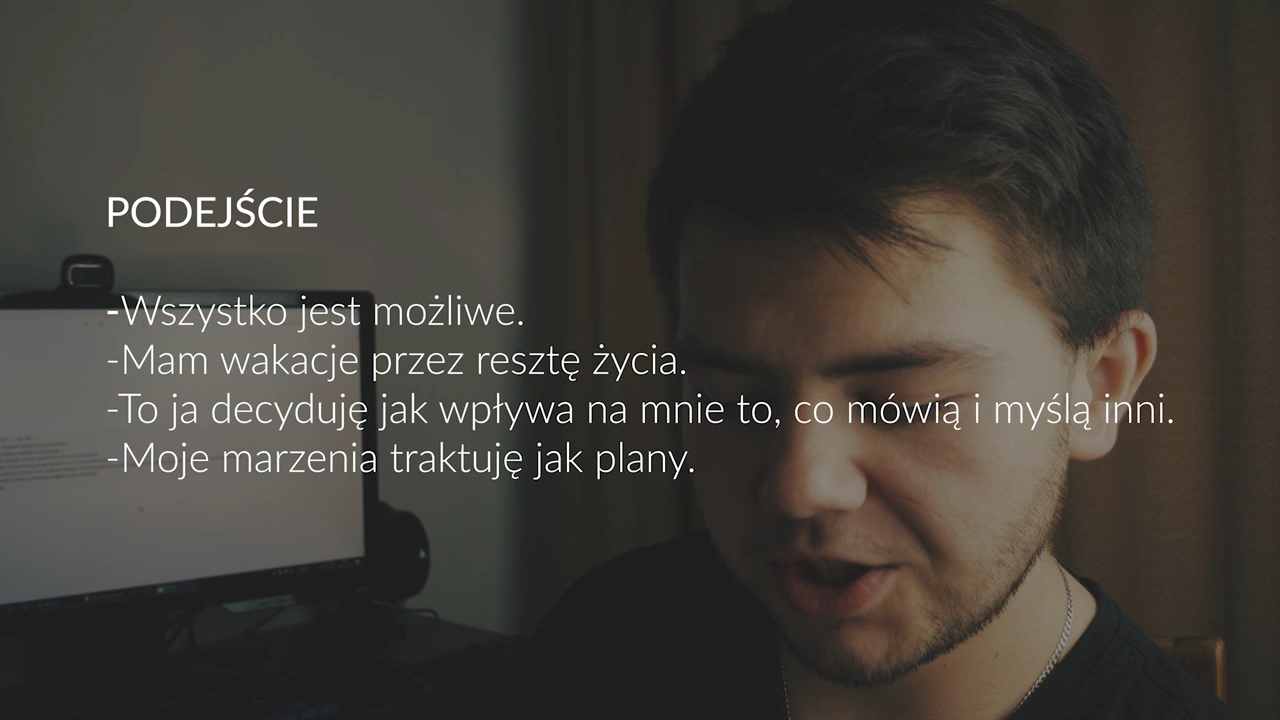 PODEJŚCIE
-Wszystko jest możliwe.
-Mam wakacje przez resztę życia.
-To ja decyduję jak wpływa na mnie to, co mówią i myślą inni.
-Moje marzenia traktuję jak plany.